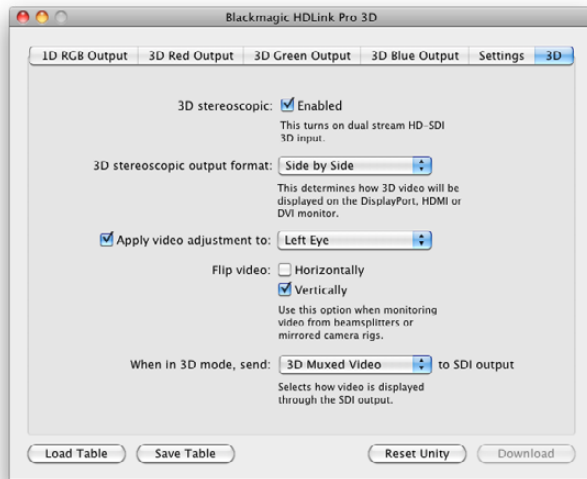 Blackmagic HDLink Pro 3D
1D RGB Output 3D Red Output 3D Green Output 3D Blue Output Settings 3D
3D stereoscopic: Enabled
This turns on dual stream HD-SDI
3D input.
3D stereoscopic output format: Side by Side
This determines how 3D video will be
displayed on the DisplayPort, HDMI or
DVI monitor.
Apply video adjustment to: Left Eye
Flip video: Horizontally
Vertically
Use this option when monitoring
video from beamsplitters or
mirrored camera rigs.
When in 3D mode, send: 3D Muxed Video to SDI output
Selects how video is displayed
through the SDI output.
Load Table Save Table Reset Unity Download